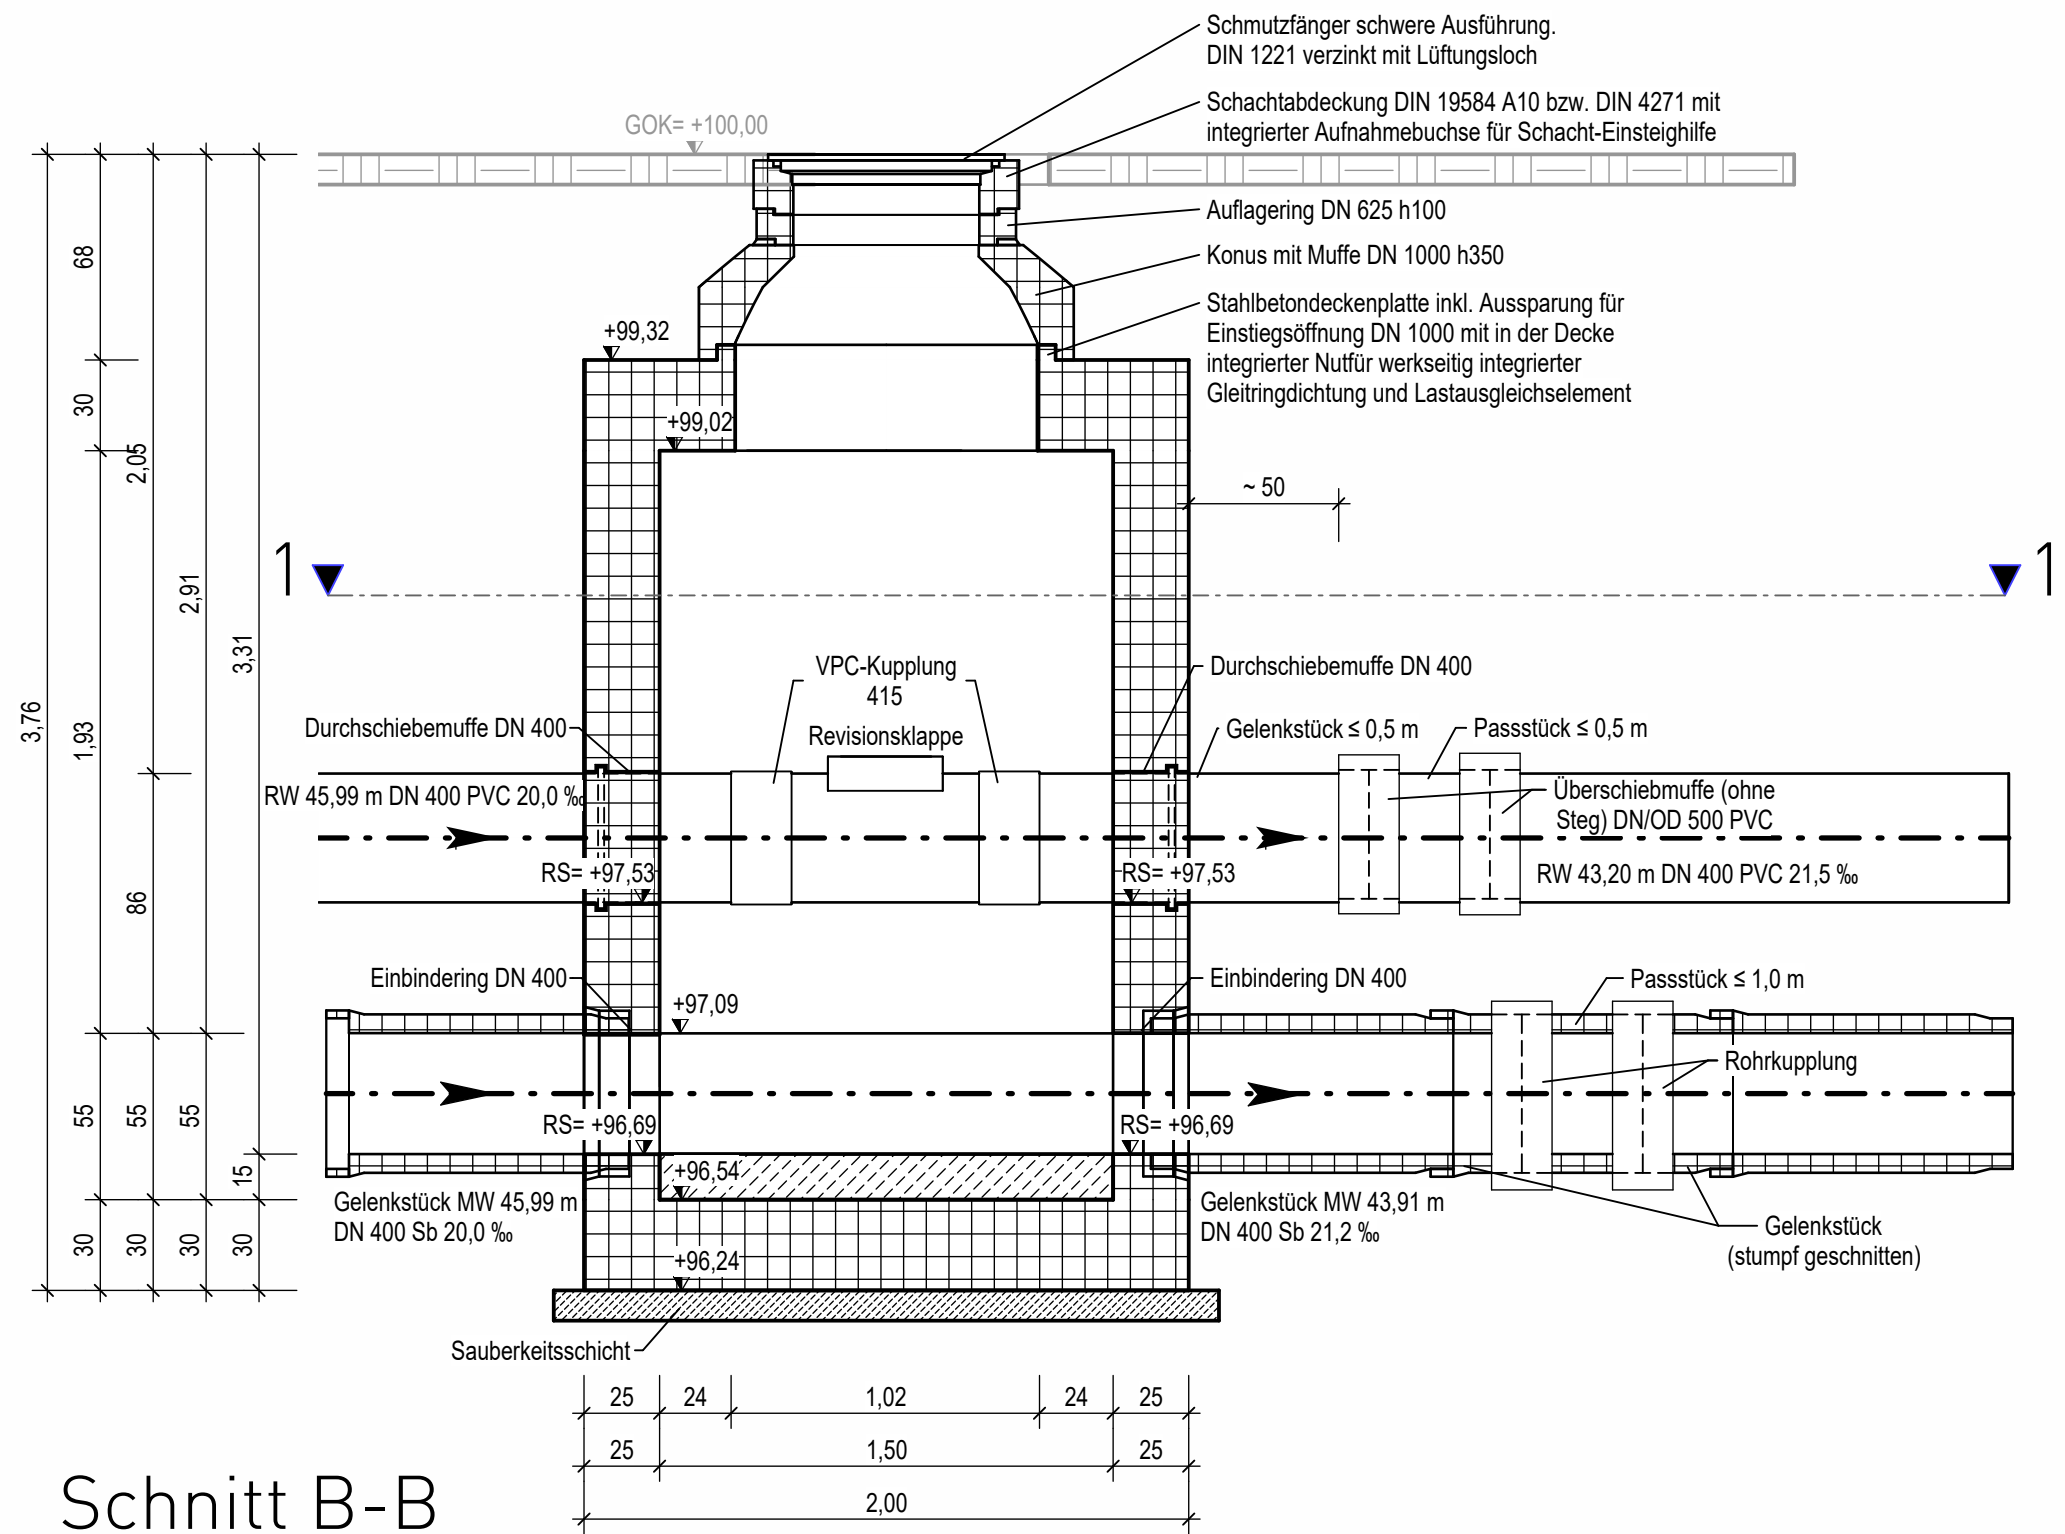 Schmutzfänger schwere Ausführung.
DIN 1221 verzinkt mit Lüftungsloch
Schachtabdeckung DIN 19584 A10 bzw. DIN 4271 mit
integrierter Aufnahmebuchse für Schacht-Einsteighilfe
GOK= +100,00
Auflagering DN 625 h100
Konus mit Muffe DN 1000 h350
Stahlbetondeckenplatte inkl. Aussparung für
Einstiegsöffnung DN 1000 mit in der Decke
integrierter Nutfür werkseitig integrierter
Gleitringdichtung und Lastausgleichselement
+99,32
+99,02
~ 50
1
1
VPC-Kupplung
415
Revisionsklappe
Durchschiebemuffe DN 400
Durchschiebemuffe DN 400
Gelenkstück ≤ 0,5 m
Passstück ≤ 0,5 m
RW 45,99 m DN 400 PVC 20,0 ‰
Überschiebmuffe (ohne
Steg) DN/OD 500 PVC
RS= +97,53
RS= +97,53
RW 43,20 m DN 400 PVC 21,5 ‰
Einbindering DN 400
Einbindering DN 400
Passstück ≤ 1,0 m
+97,09
Rohrkupplung
RS= +96,69
RS= +96,69
+96,54
Gelenkstück MW 45,99 m
DN 400 Sb 20,0 ‰
Gelenkstück MW 43,91 m
DN 400 Sb 21,2 ‰
Gelenkstück
(stumpf geschnitten)
+96,24
Sauberkeitsschicht
3,76
68
30
1,93
55
30
2,05
86
55
30
2,91
55
30
3,31
15
30
25
24
1,02
24
25
25
1,50
25
2,00
Schnitt B-B